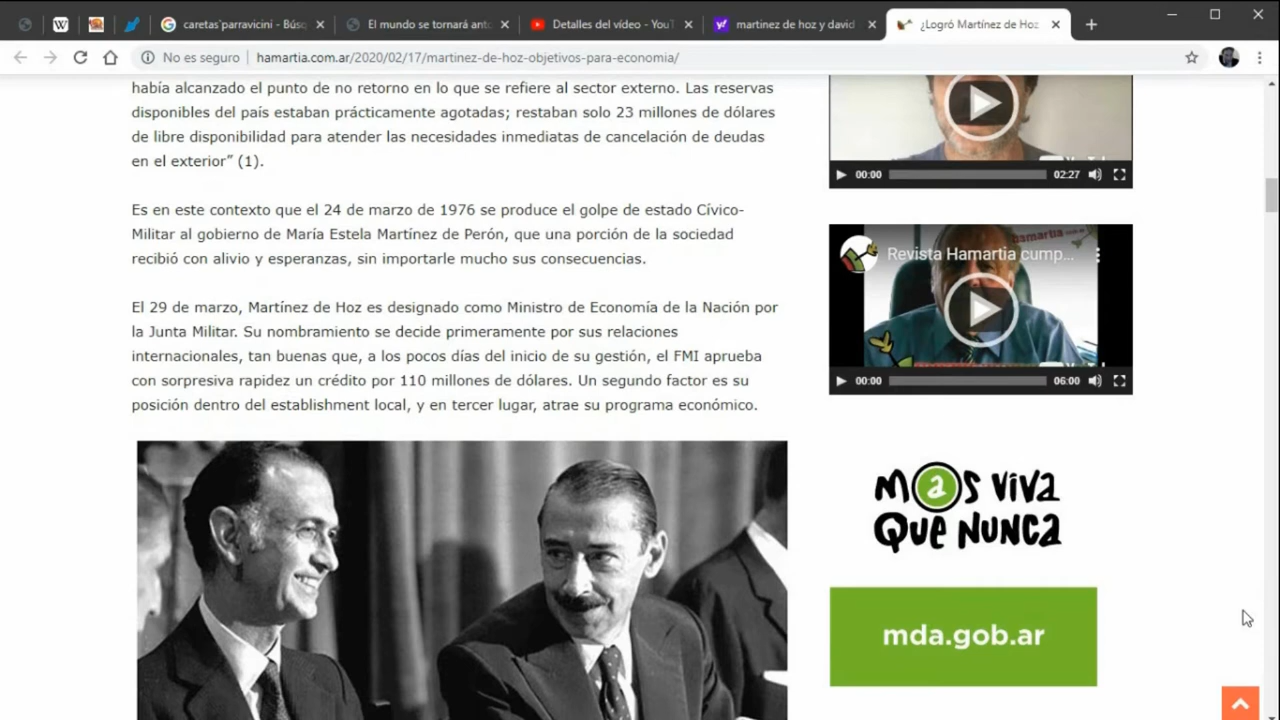 caretas parravicini - Bús
El mundo se tornará anto
Detalles del vídeo - YouT
martinez de hoz y david
¿Logró Martínez de Hoz
No es seguro
hamartia.com.ar/2020/02/17/martinez-de-hoz-objetivos-para-economia/
había alcanzado el punto de no retorno en lo que se refiere al sector externo. Las reservas
disponibles del país estaban prácticamente agotadas; restaban solo 23 millones de dólares
de libre disponibilidad para atender las necesidades inmediatas de cancelación de deudas
en el exterior” (1).
Es en este contexto que el 24 de marzo de 1976 se produce el golpe de estado Cívico-
Militar al gobierno de María Estela Martínez de Perón, que una porción de la sociedad
recibió con alivio y esperanzas, sin importarle mucho sus consecuencias.
El 29 de marzo, Martínez de Hoz es designado como Ministro de Economía de la Nación por
la Junta Militar. Su nombramiento se decide primeramente por sus relaciones
internacionales, tan buenas que, a los pocos días del inicio de su gestión, el FMI aprueba
con sorpresiva rapidez un crédito por 110 millones de dólares. Un segundo factor es su
posición dentro del establishment local, y en tercer lugar, atrae su programa económico.
00:00 02:27
hamartia
Revista Hamartia cump...
00:00 06:00
Mas viva
Que nunca
mda.gob.ar